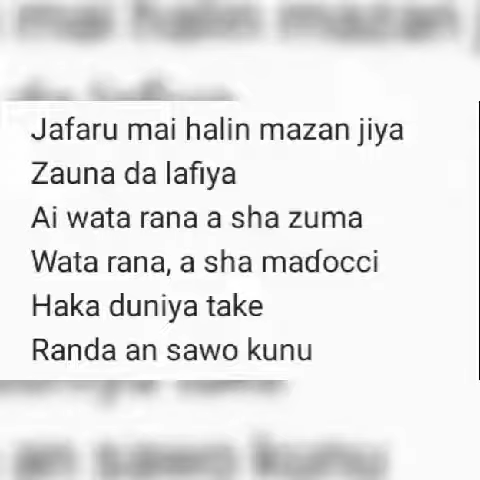 Jafaru mai halin mazan jiya
Zauna da lafiya
Ai wata rana a sha zuma
Wata rana, a sha maɗocci
Haka duniya take
Randa an sawo kunu